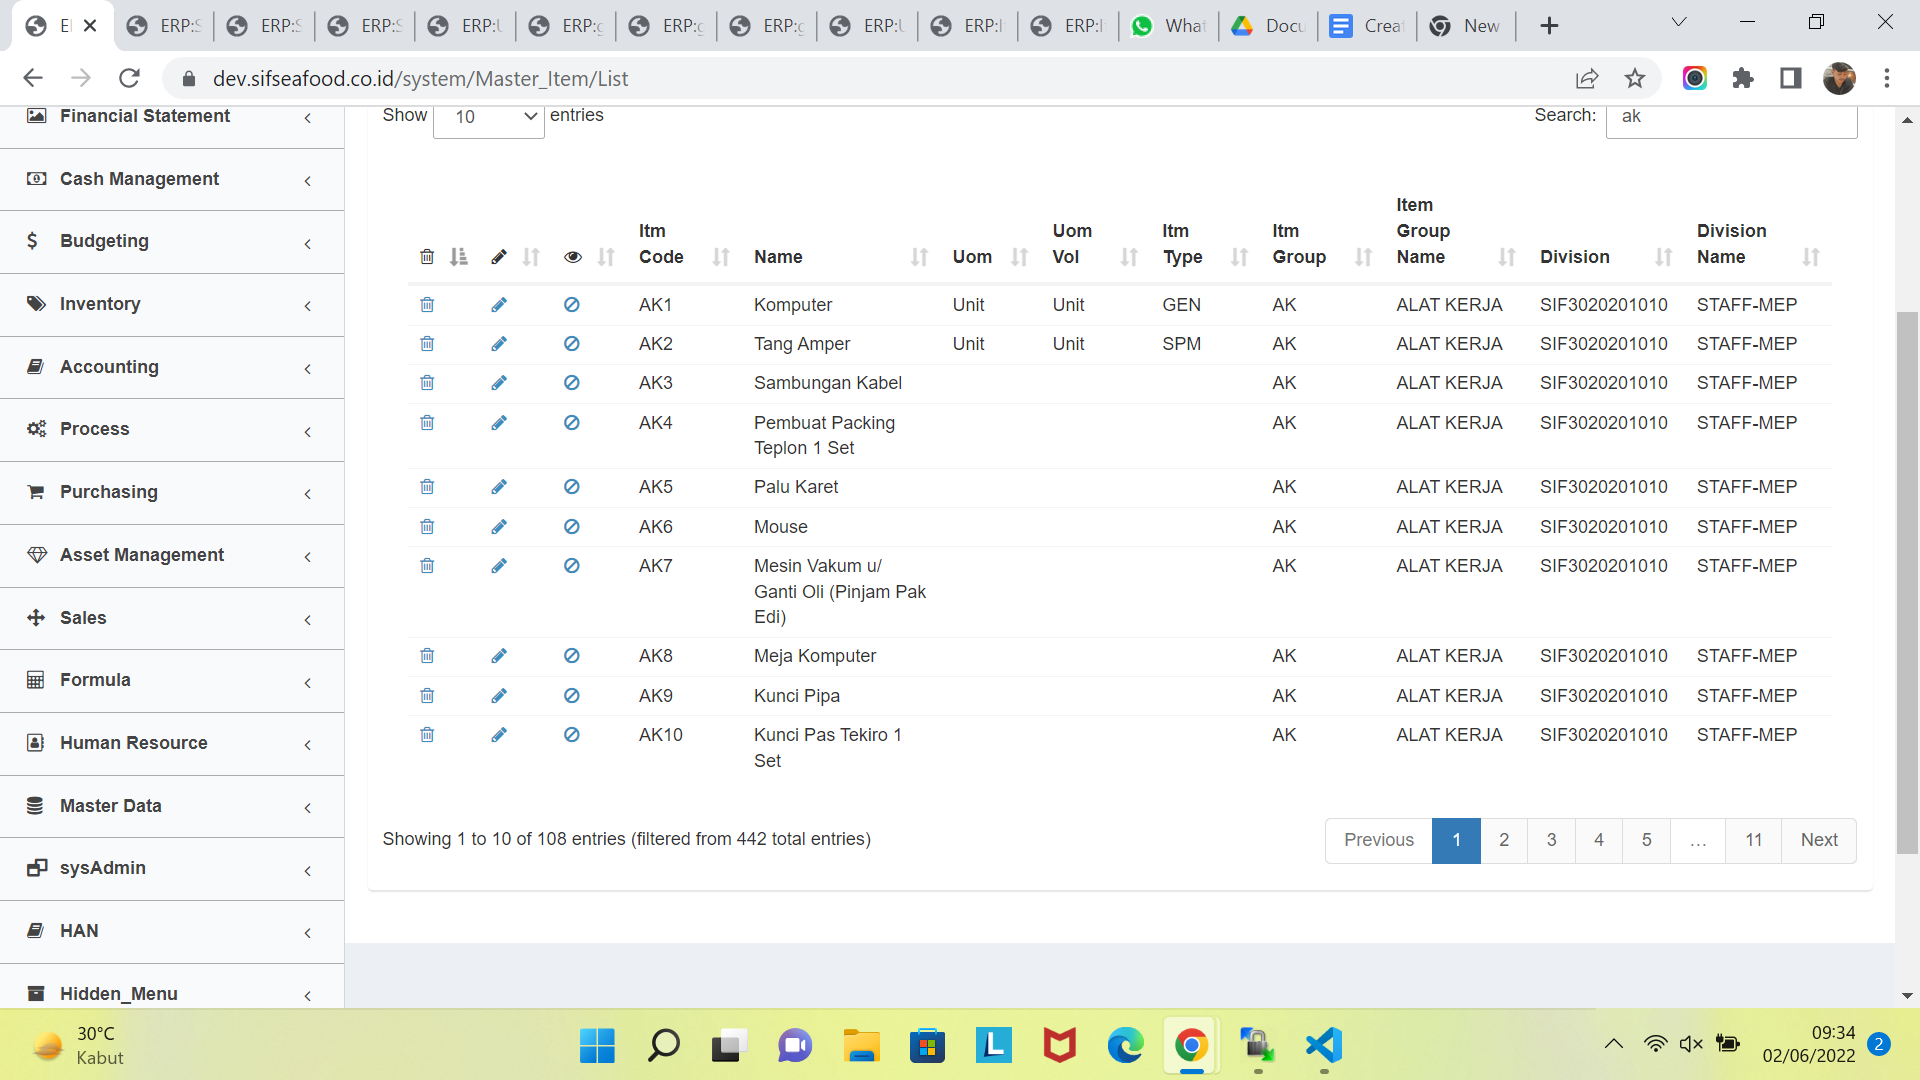 El
ERP:S
ERP:S
ERP:S
ERP:U
ERP:g
ERP:g
ERP:g
ERP:U
ERP:I
ERP:I
What
Docu
Crea
New
dev.sifseafood.co.id/system/Master_Item/List
Financial Statement
Cash Management
Budgeting
Inventory
Accounting
Process
Purchasing
Asset Management
Sales
Formula
Human Resource
Master Data
sysAdmin
HAN
Hidden_Menu
Show 10 entries
Search: ak
Itm Code Name Uom Uom Vol Itm Type Itm Group Item Group Name Division Division Name
AK1 Komputer Unit Unit GEN AK ALAT KERJA SIF3020201010 STAFF-MEP
AK2 Tang Amper Unit Unit SPM AK ALAT KERJA SIF3020201010 STAFF-MEP
AK3 Sambungan Kabel AK ALAT KERJA SIF3020201010 STAFF-MEP
AK4 Pembuat Packing AK ALAT KERJA SIF3020201010 STAFF-MEP
Teplon 1 Set
AK5 Palu Karet AK ALAT KERJA SIF3020201010 STAFF-MEP
AK6 Mouse AK ALAT KERJA SIF3020201010 STAFF-MEP
AK7 Mesin Vakum u/ AK ALAT KERJA SIF3020201010 STAFF-MEP
Ganti Oli (Pinjam Pak
Edi)
AK8 Meja Komputer AK ALAT KERJA SIF3020201010 STAFF-MEP
AK9 Kunci Pipa AK ALAT KERJA SIF3020201010 STAFF-MEP
AK10 Kunci Pas Tekiro 1 AK ALAT KERJA SIF3020201010 STAFF-MEP
Set
Showing 1 to 10 of 108 entries (filtered from 442 total entries)
Previous 1 2 3 4 5 … 11 Next
30°C
Kabut
L
09:34
02/06/2022
2